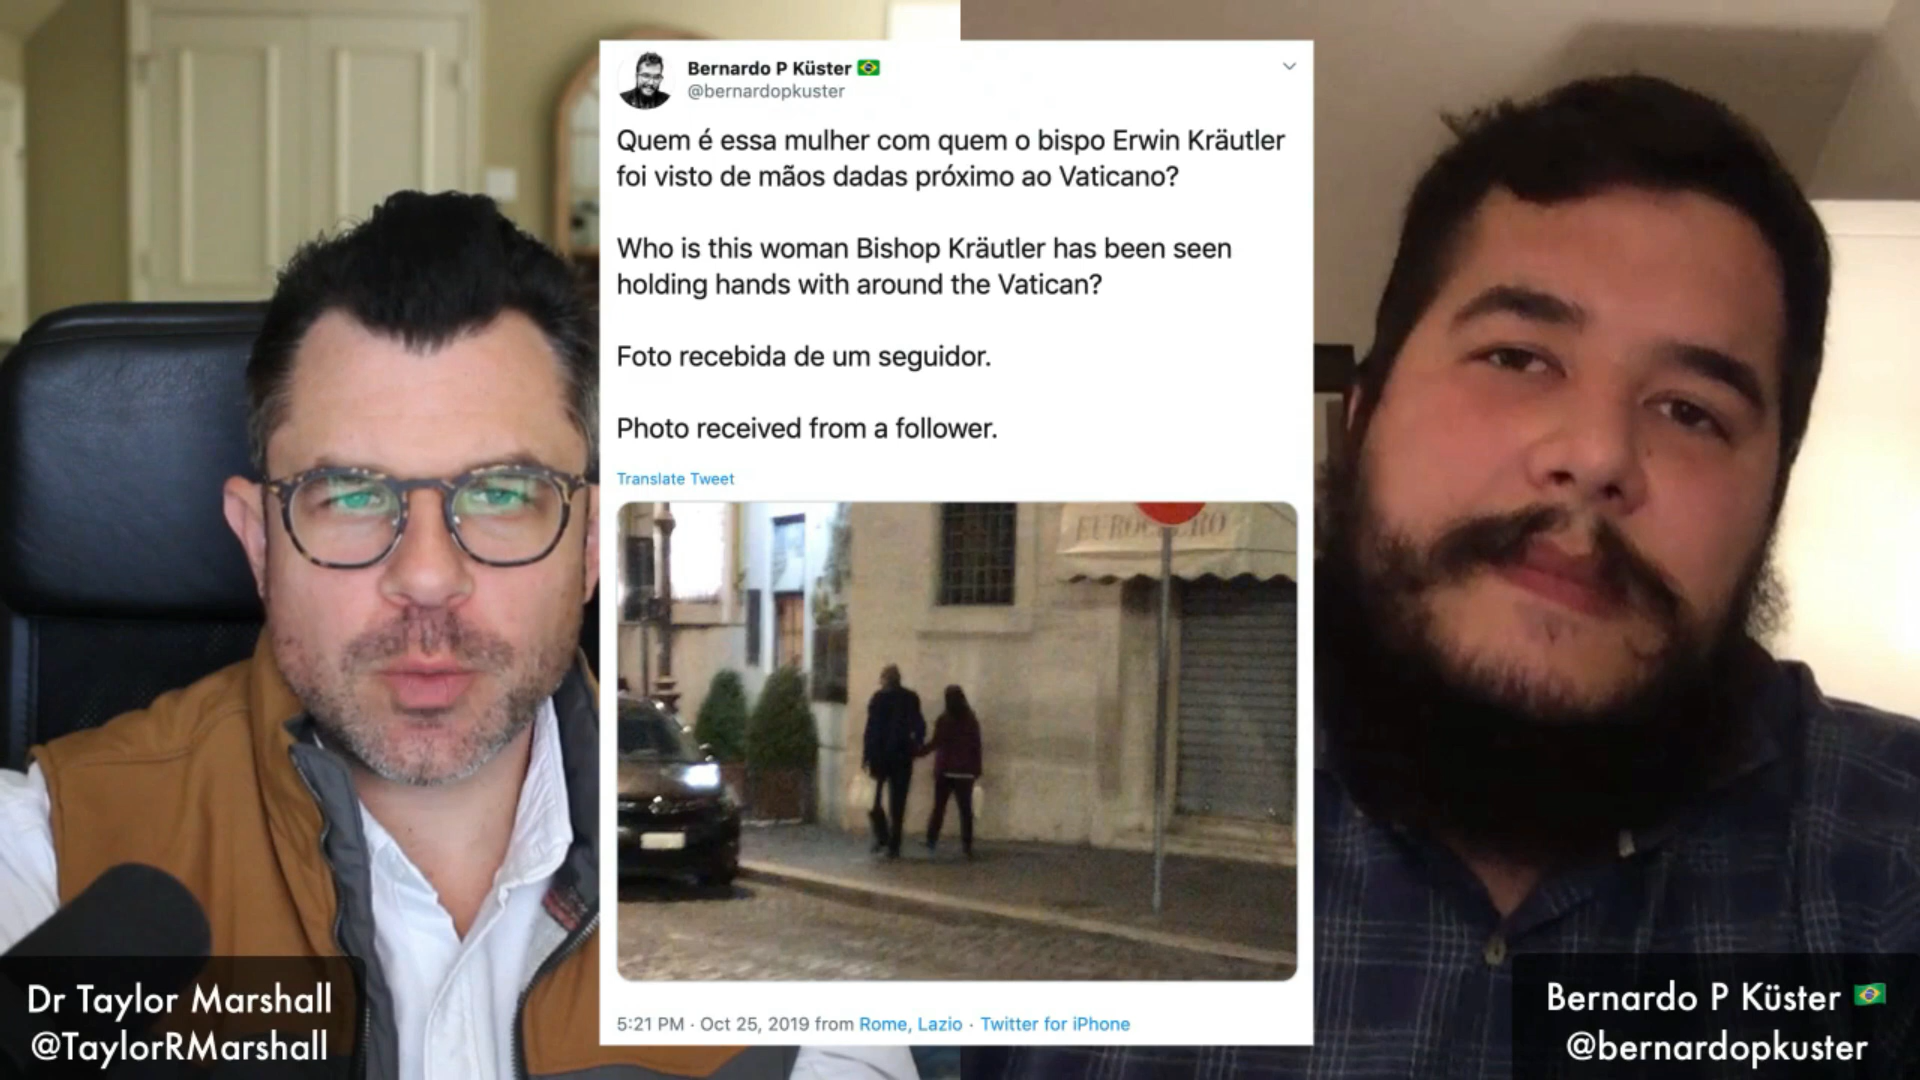 Bernardo P Küster 🇧🇷
@bernardopkuster
Quem é essa mulher com quem o bispo Erwin Kräutler
foi visto de mãos dadas próximo ao Vaticano?
Who is this woman Bishop Kräutler has been seen
holding hands with around the Vatican?
Foto recebida de um seguidor.
Photo received from a follower.
Translate Tweet
5:21 PM · Oct 25, 2019 from Rome, Lazio · Twitter for iPhone
Dr Taylor Marshall
@TaylorRMarshall
Bernardo P Küster 🇧🇷
@bernardopkuster